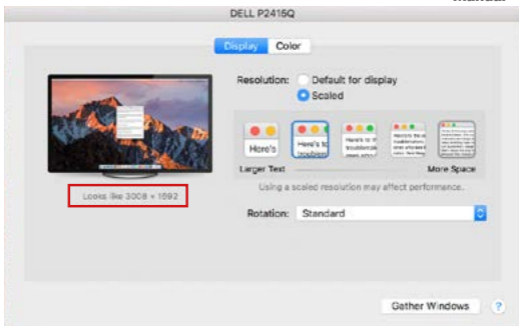 Manual
DELL P2415Q
Display Color
Resolution: Default for display
Scaled
Here's
Here's to
troublem
Larger Text More Space
Using a scaled resolution may affect performance.
Looks like 3008 × 1692
Rotation: Standard
Gather Windows ?